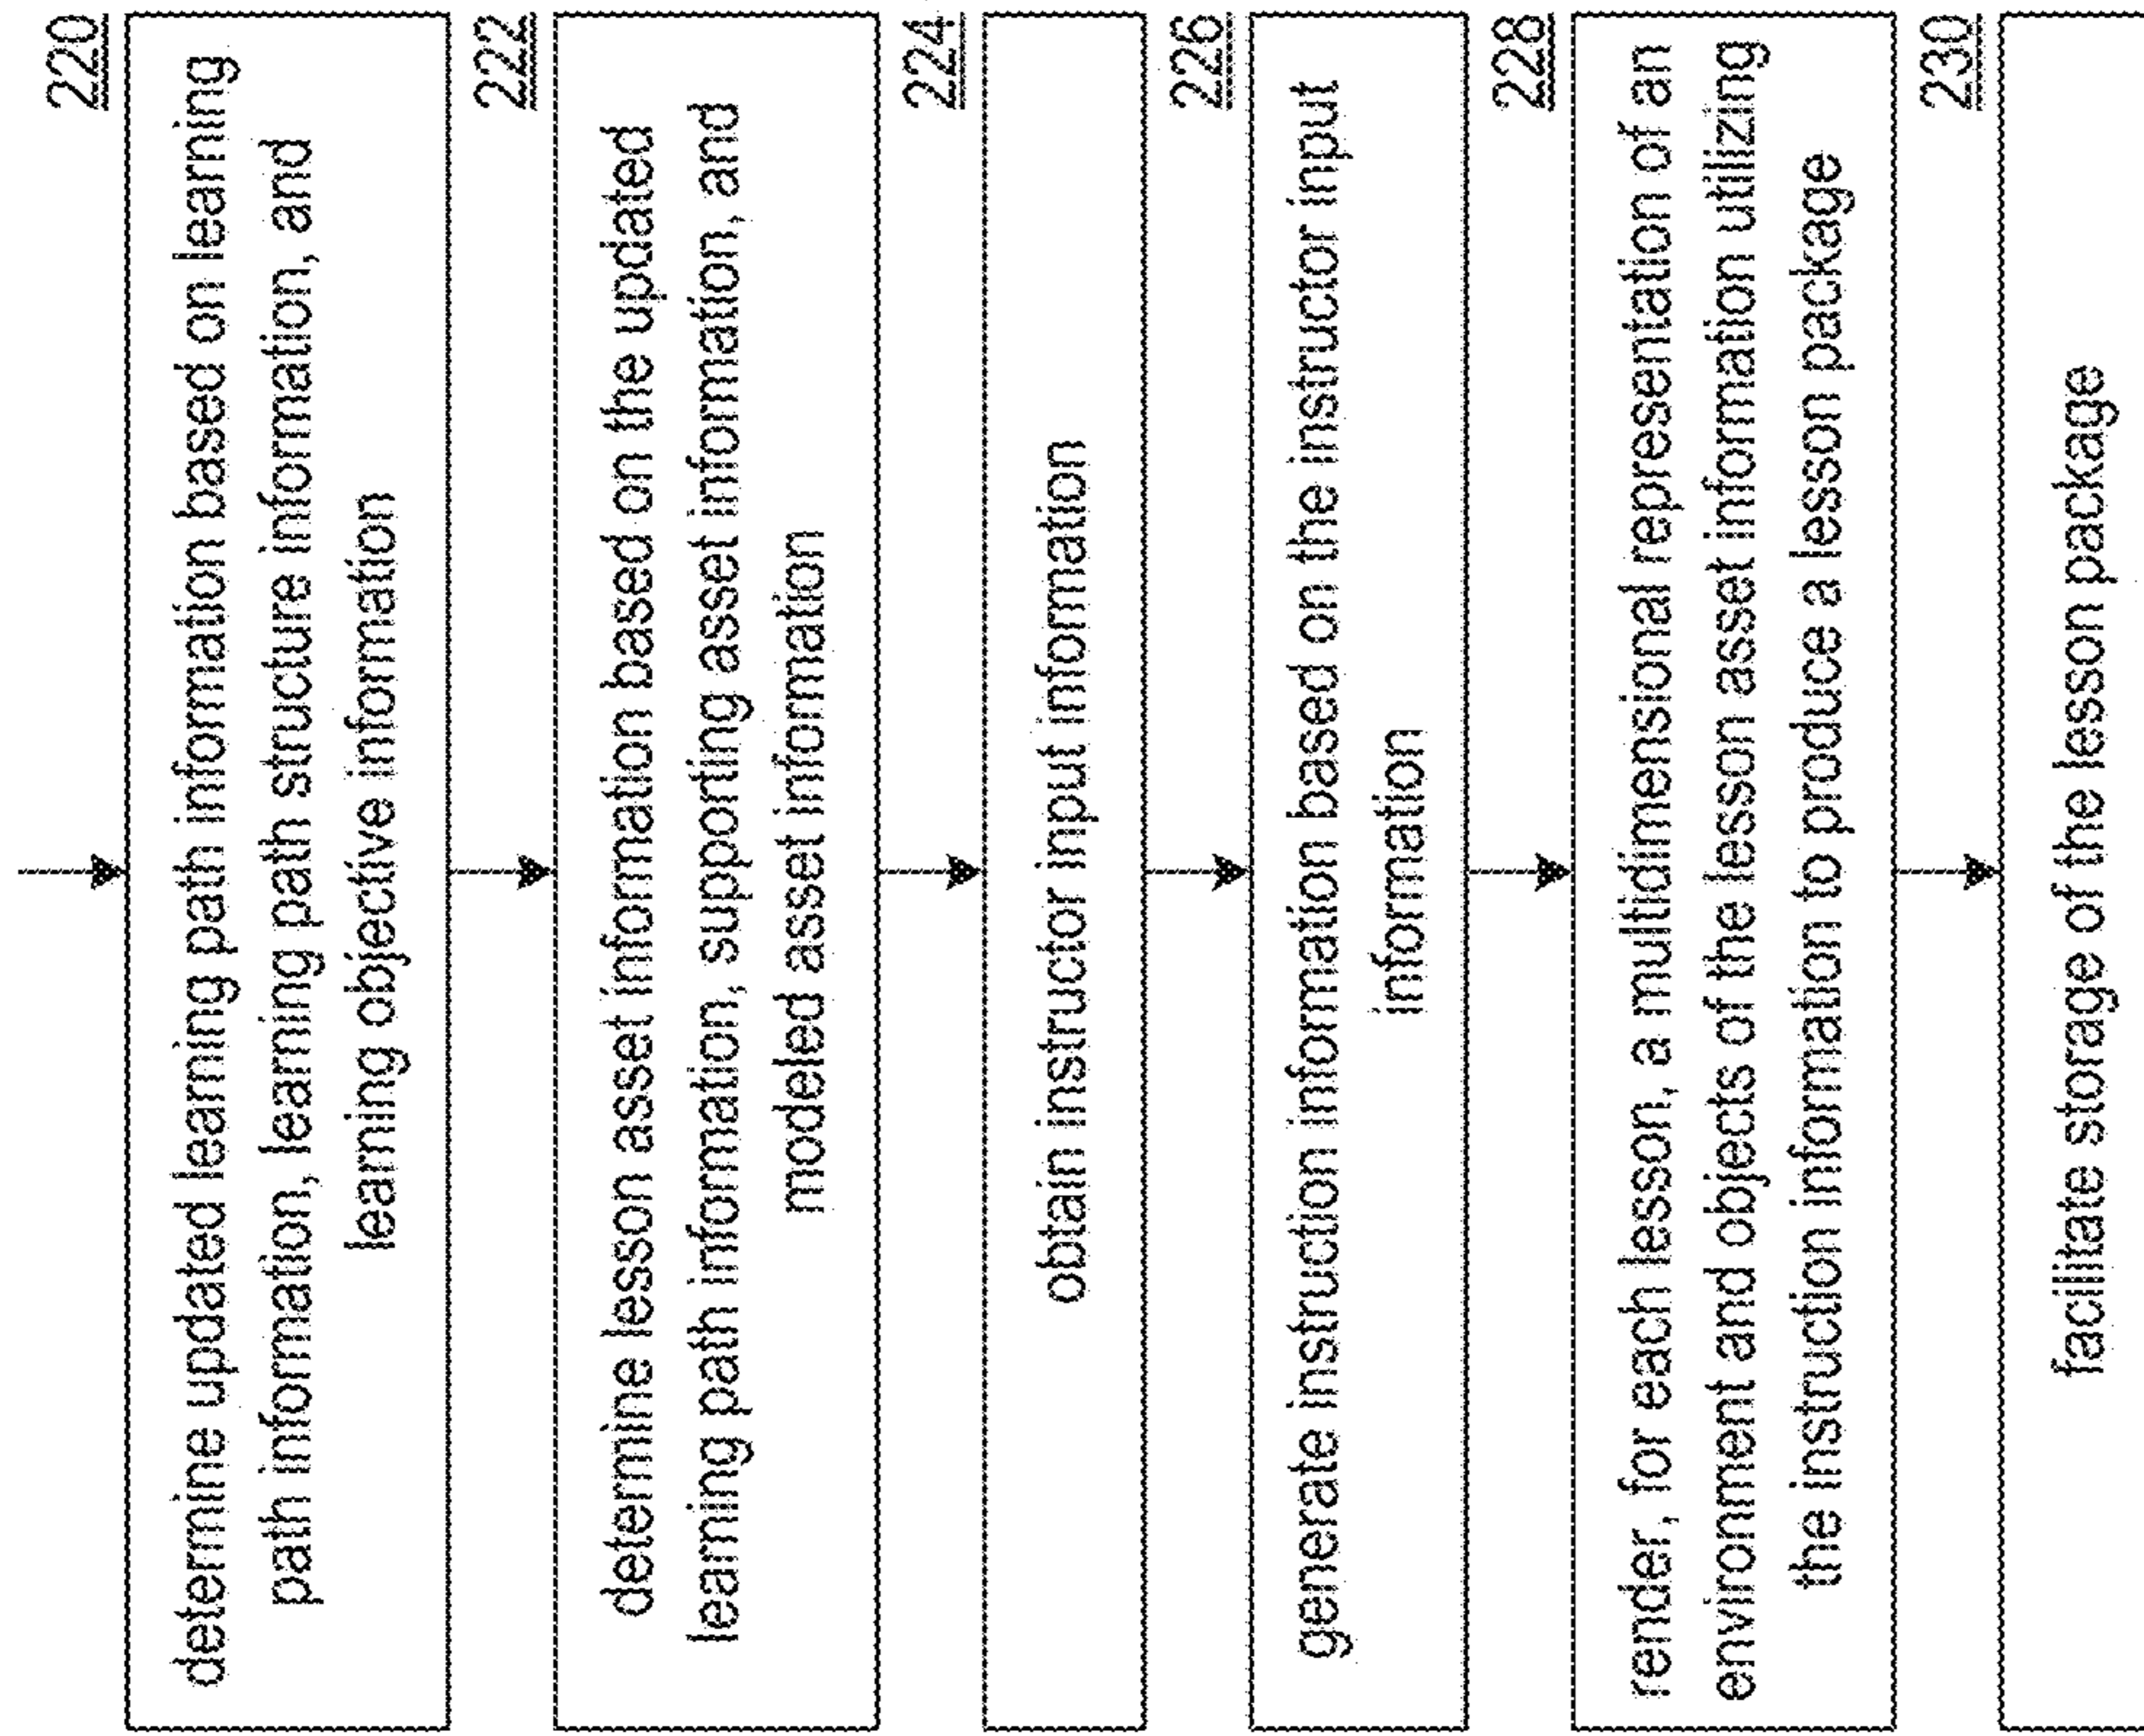 220
determine updated learning path information based on learning
path information, learning path structure information, and
learning objective information
222
determine lesson asset information based on the updated
learning path information, supporting asset information, and
modeled asset information
224
obtain instructor input information
226
generate instruction information based on the instructor input
information
228
render, for each lesson, a multidimensional representation of an
environment and objects of the lesson asset information utilizing
the instruction information to produce a lesson package
230
facilitate storage of the lesson package